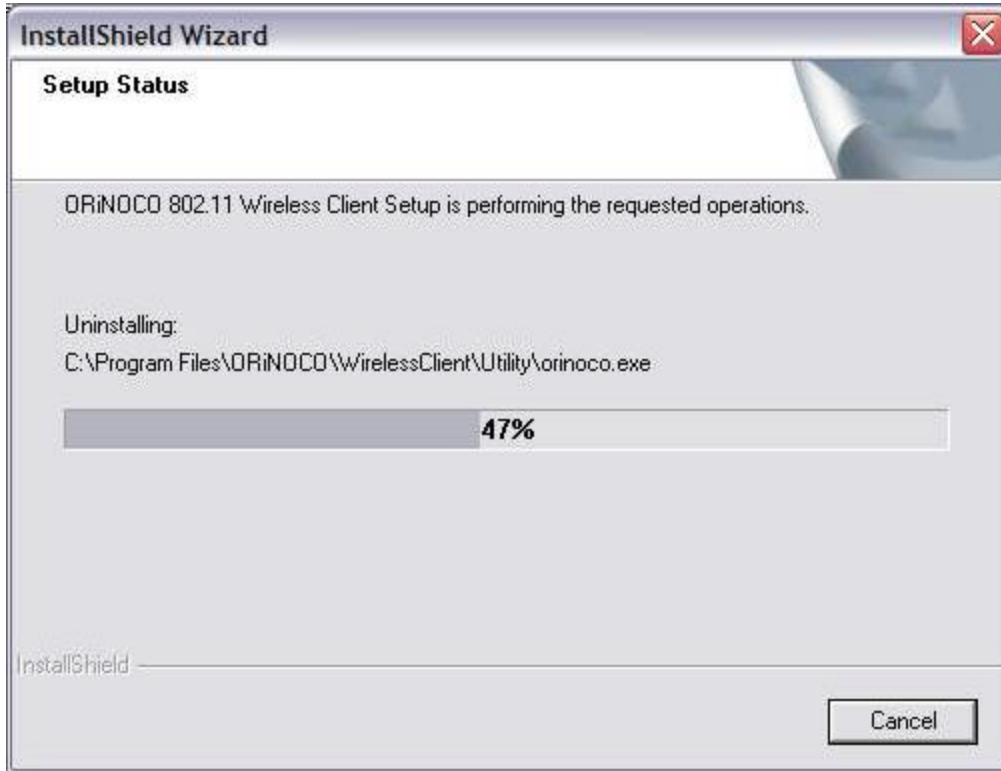 InstallShield Wizard
Setup Status
ORiNOCO 802.11 Wireless Client Setup is performing the requested operations.
Uninstalling:
C:\Program Files\ORiNOCO\WirelessClient\Utility\orinoco.exe
47%
InstallShield
Cancel